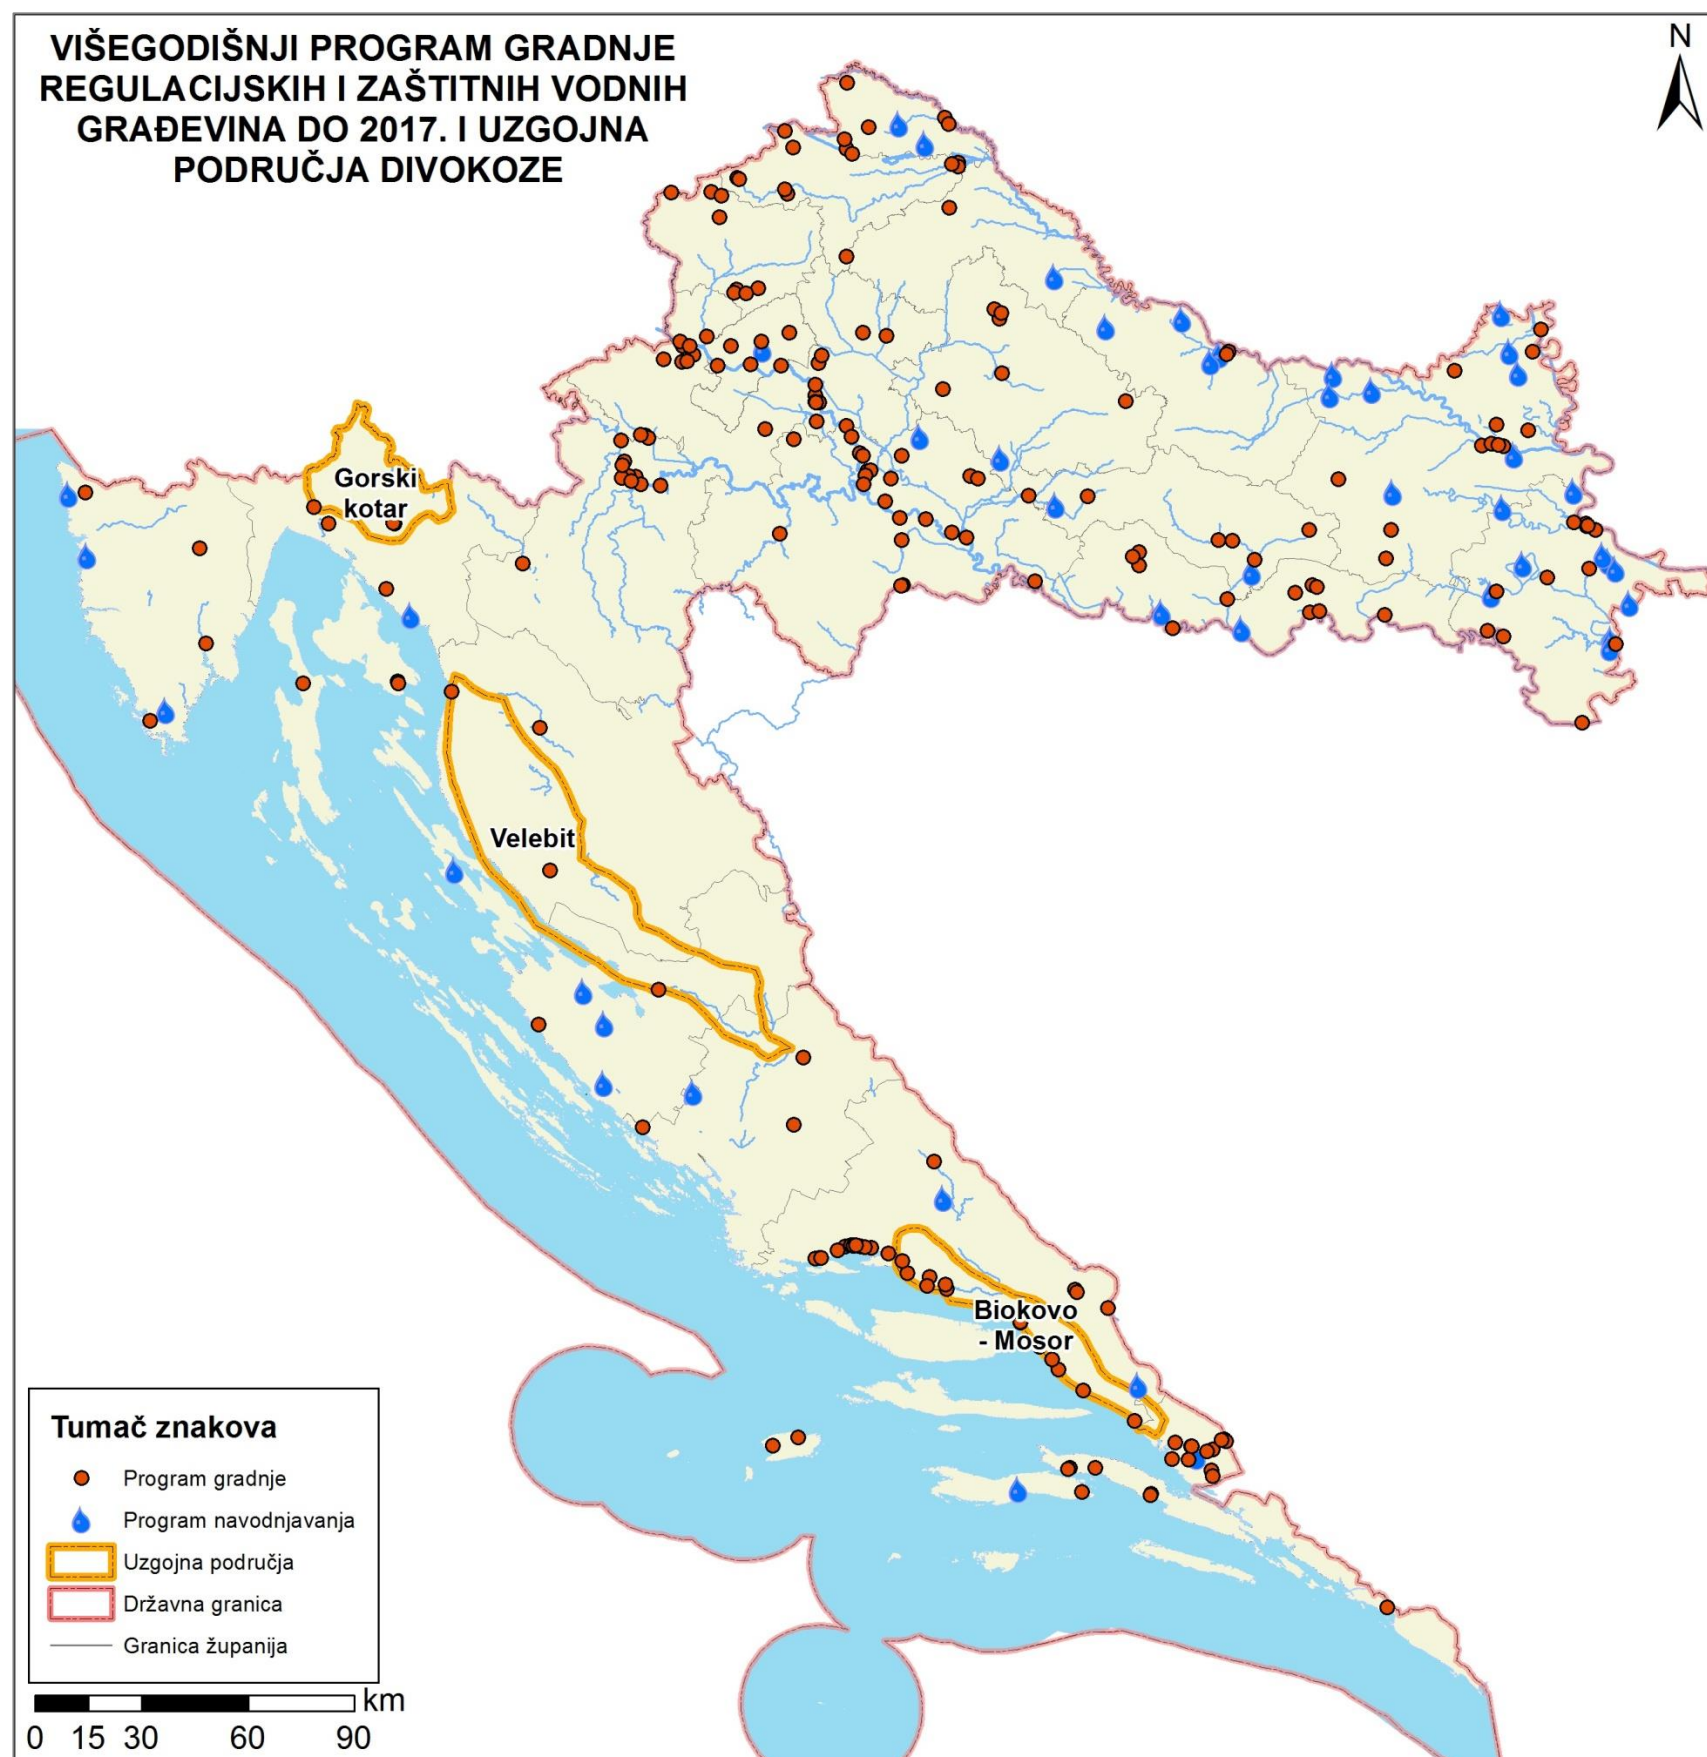 VIŠEGODIŠNJI PROGRAM GRADNJE
REGULACIJSKIH I ZAŠTITNIH VODNIH
GRAĐEVINA DO 2017. I UZGOJNA
PODRUČJA DIVOKOZE
N
Gorski
kotar
Velebit
Biokovo
- Mosor
Tumač znakova
Program gradnje
Program navodnjavanja
Uzgojna područja
Državna granica
Granica županija
km
0 15 30 60 90